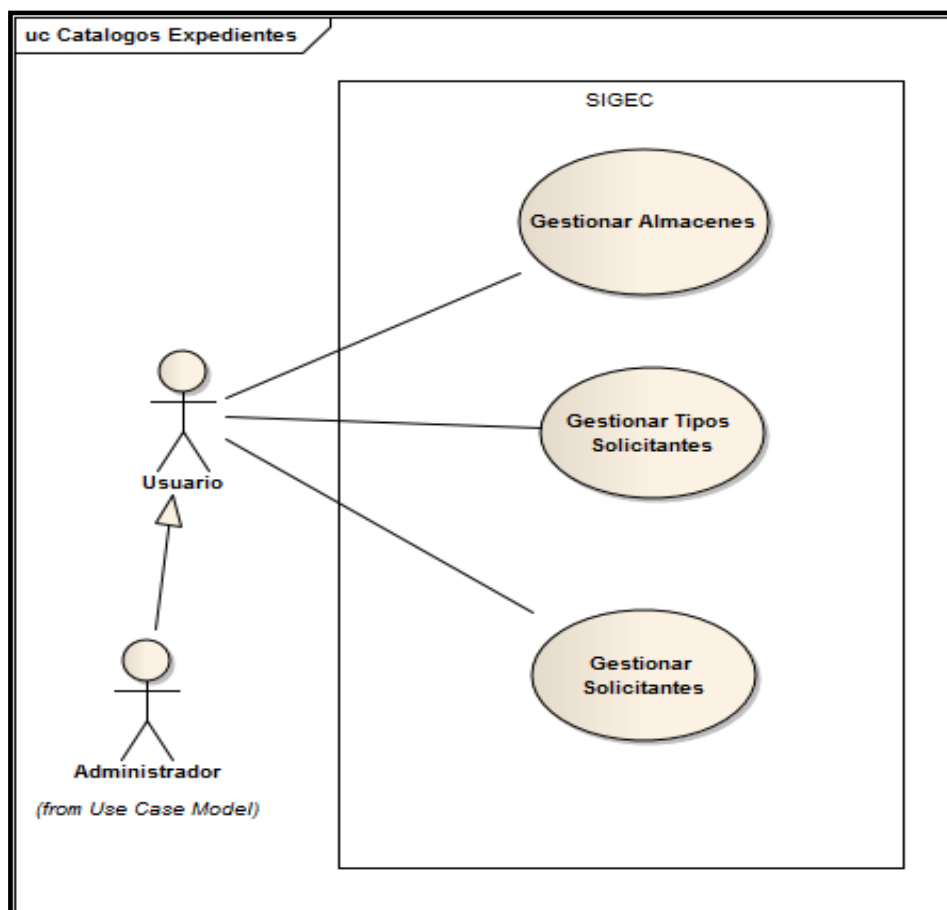 uc Catalogos Expedientes
SIGEC
Gestionar Almacenes
Gestionar Tipos
Solicitantes
Usuario
Gestionar
Solicitantes
Administrador
(from Use Case Model)